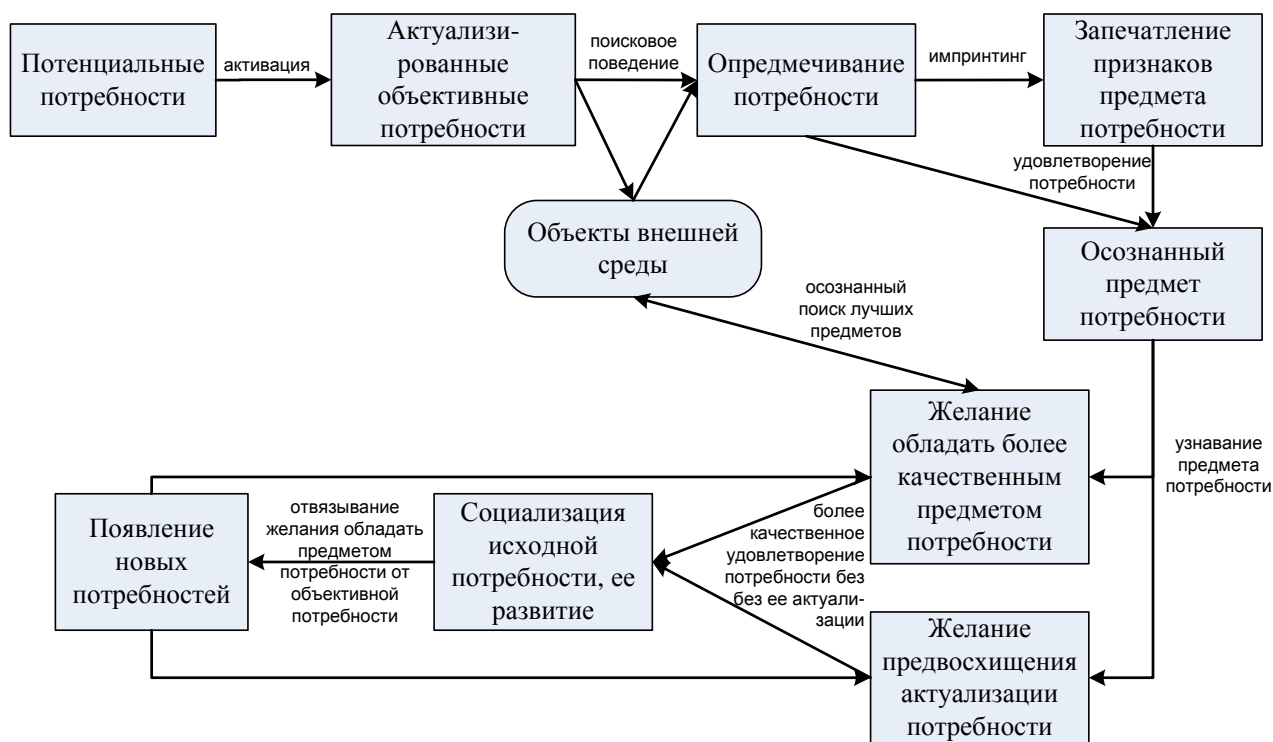 Потенциальные
потребности
активация
Актуализи-
рованные
объективные
потребности
поисковое
поведение
Опредмечивание
потребности
импринтинг
Запечатление
признаков
предмета
потребности
удовлетворение
потребности
Объекты внешней
среды
Осознанный
предмет
потребности
осознанный
поиск лучших
предметов
Желание
обладать более
качественным
предметом
потребности
узнавание
предмета
потребности
Появление
новых
потребностей
отвязывание
желания обладать
предметом
потребности от
объективной
потребности
Социализация
исходной
потребности, ее
развитие
более
качественное
удовлетворение
потребности без
без ее актуали-
зации
Желание
предвосхищения
актуализации
потребности